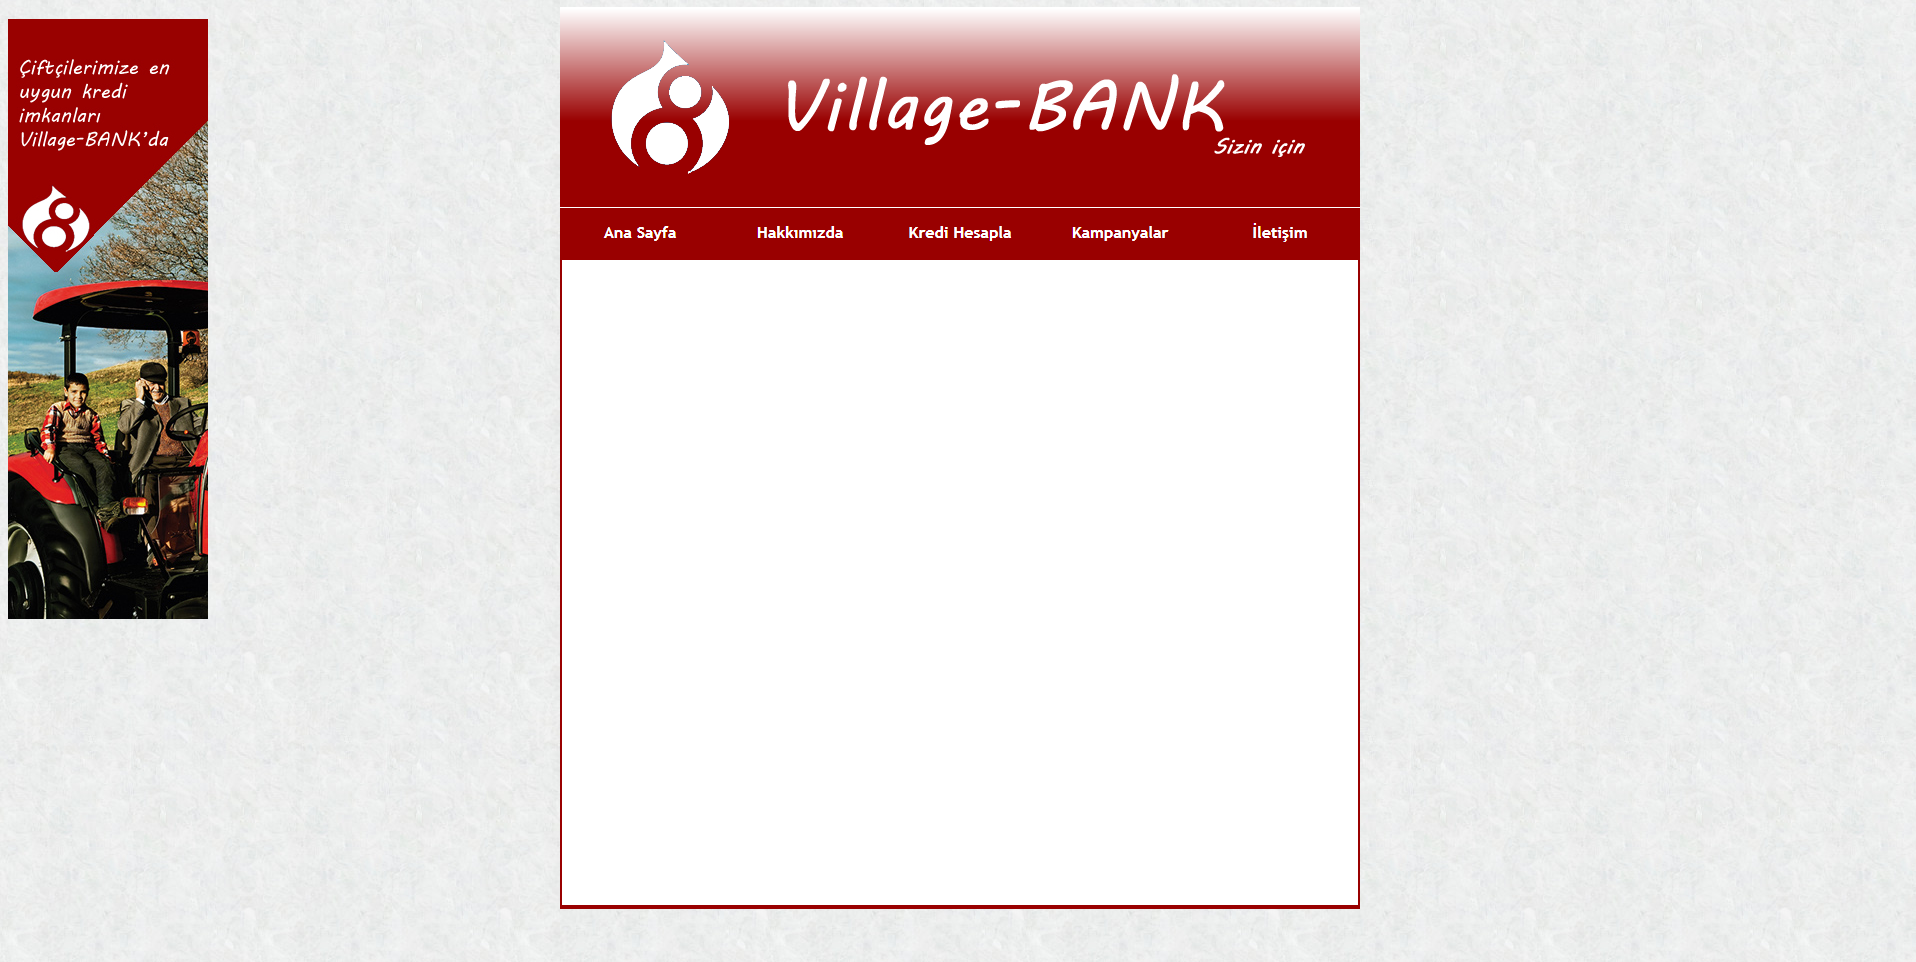 Çiftçilerimize en
uygun kredi
imkanları
Village-BANK'da
Village-BANK
Sizin için
Ana Sayfa Hakkımızda Kredi Hesapla Kampanyalar İletişim